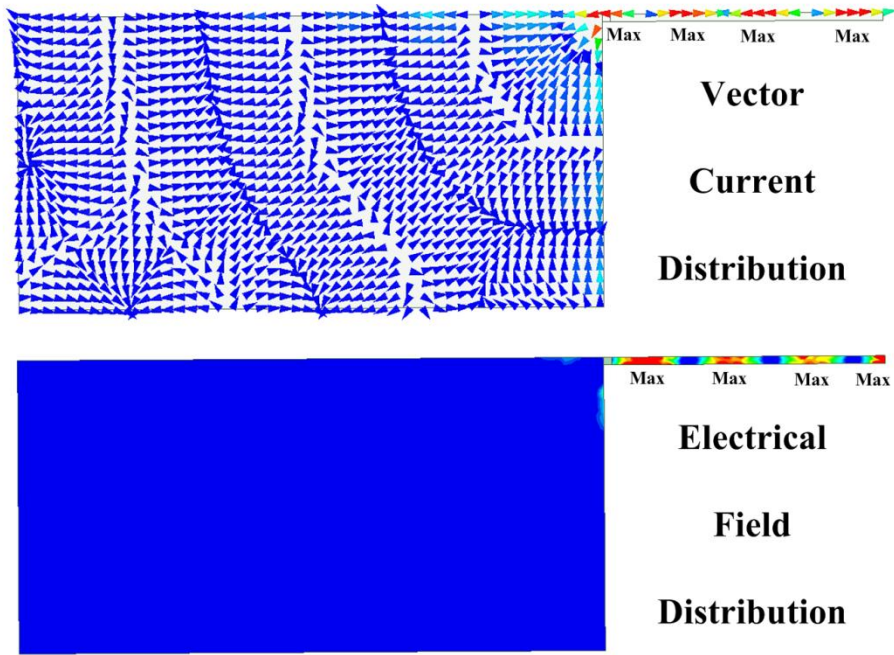 Max Max Max Max
Vector
Current
Distribution
Max Max Max Max
Electrical
Field
Distribution